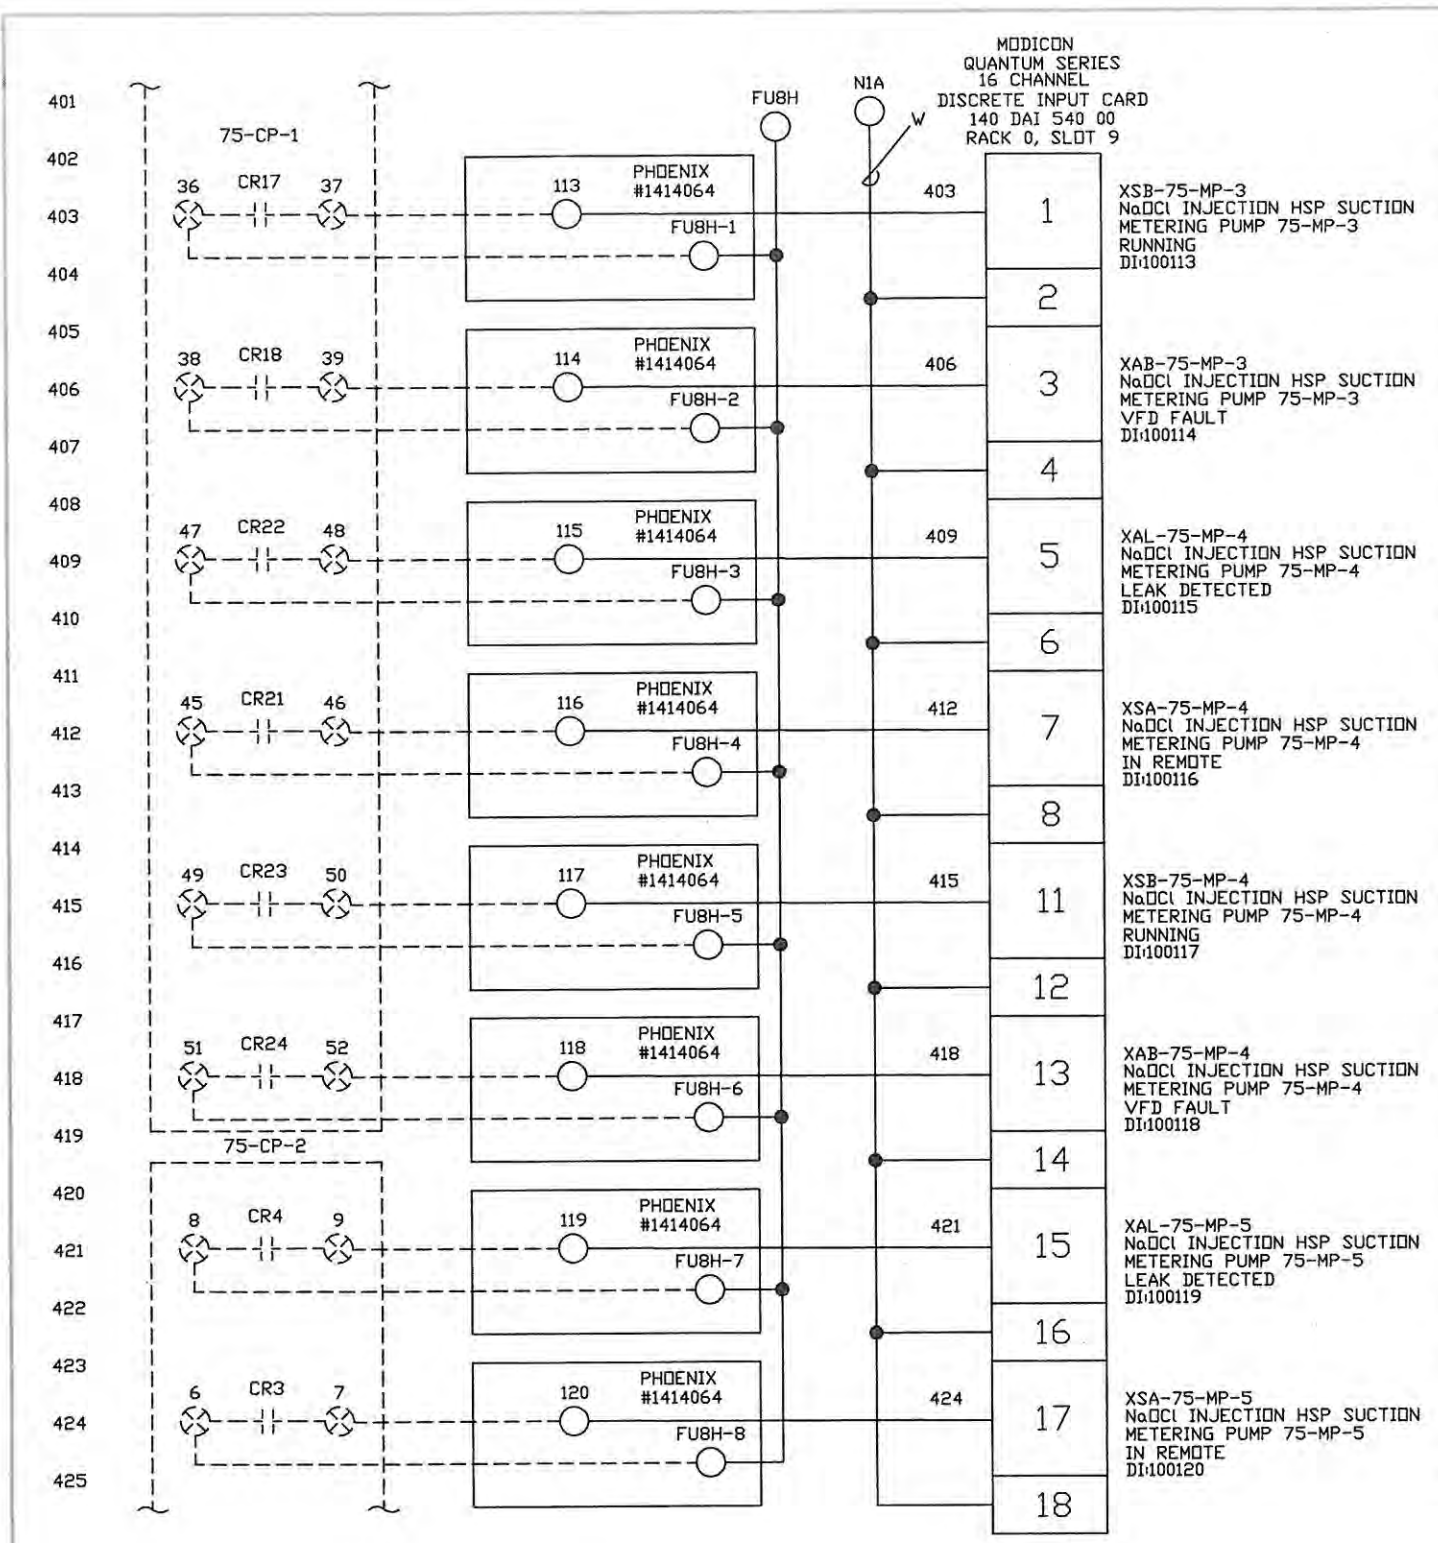 MODICON
QUANTUM SERIES
16 CHANNEL
DISCRETE INPUT CARD
140 DAI 540 00
RACK 0, SLOT 9
FU8H
N1A
W
401
75-CP-1
402
PHOENIX
#1414064
36
CR17
37
113
403
403
1
XSB-75-MP-3
NaOCl INJECTION HSP SUCTION
METERING PUMP 75-MP-3
RUNNING
DI:100113
FU8H-1
404
2
405
PHOENIX
#1414064
38
CR18
39
114
406
406
3
XAB-75-MP-3
NaOCl INJECTION HSP SUCTION
METERING PUMP 75-MP-3
VFD FAULT
DI:100114
FU8H-2
407
4
408
PHOENIX
#1414064
47
CR22
48
115
409
409
5
XAL-75-MP-4
NaOCl INJECTION HSP SUCTION
METERING PUMP 75-MP-4
LEAK DETECTED
DI:100115
FU8H-3
410
6
411
PHOENIX
#1414064
45
CR21
46
116
412
412
7
XSA-75-MP-4
NaOCl INJECTION HSP SUCTION
METERING PUMP 75-MP-4
IN REMOTE
DI:100116
FU8H-4
413
8
414
PHOENIX
#1414064
49
CR23
50
117
415
415
11
XSB-75-MP-4
NaOCl INJECTION HSP SUCTION
METERING PUMP 75-MP-4
RUNNING
DI:100117
FU8H-5
416
12
417
PHOENIX
#1414064
51
CR24
52
118
418
418
13
XAB-75-MP-4
NaOCl INJECTION HSP SUCTION
METERING PUMP 75-MP-4
VFD FAULT
DI:100118
FU8H-6
419
75-CP-2
14
420
PHOENIX
#1414064
8
CR4
9
119
421
421
15
XAL-75-MP-5
NaOCl INJECTION HSP SUCTION
METERING PUMP 75-MP-5
LEAK DETECTED
DI:100119
FU8H-7
422
16
423
PHOENIX
#1414064
6
CR3
7
120
424
424
17
XSA-75-MP-5
NaOCl INJECTION HSP SUCTION
METERING PUMP 75-MP-5
IN REMOTE
DI:100120
FU8H-8
425
18